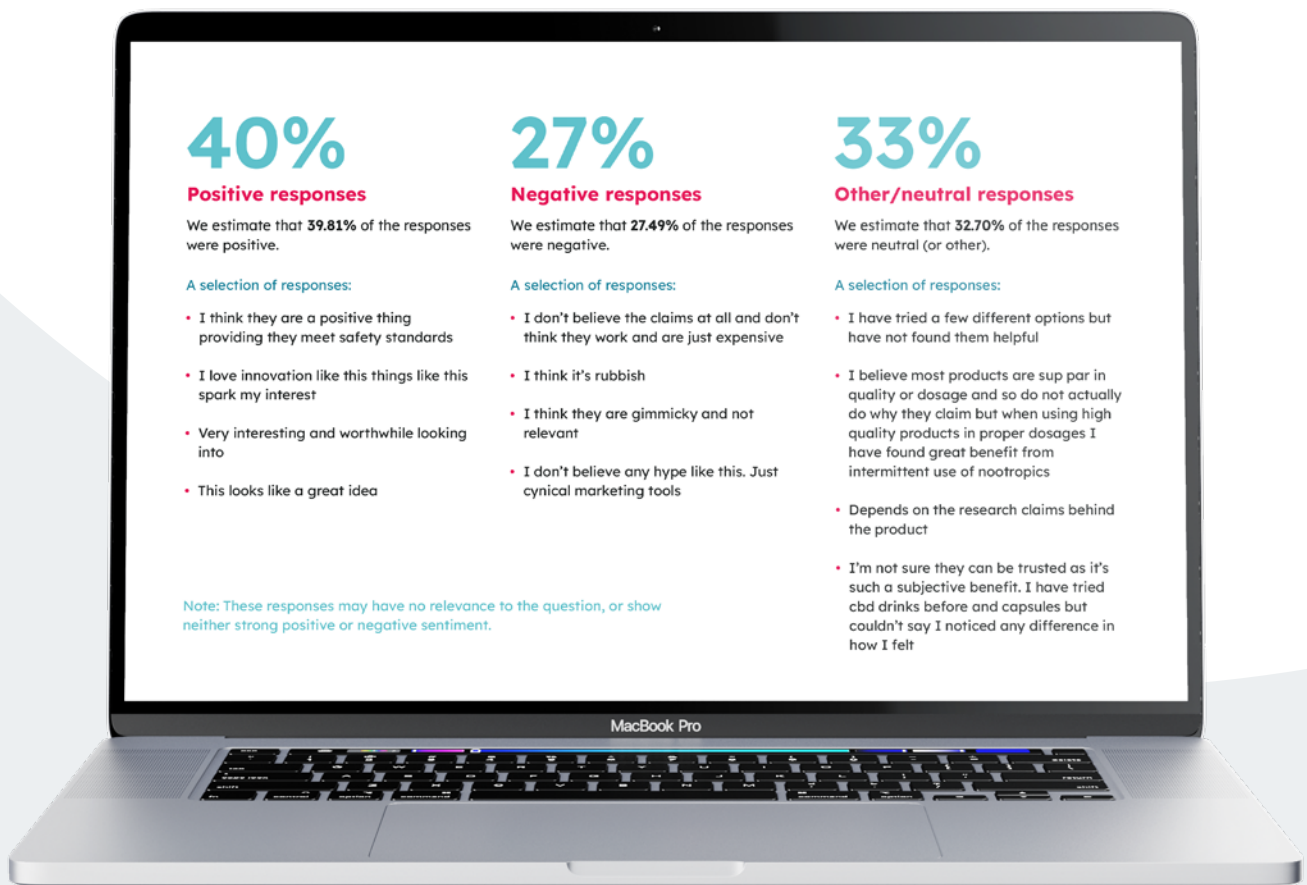 40%
Positive responses
We estimate that 39.81% of the responses
were positive.
A selection of responses:
• I think they are a positive thing
providing they meet safety standards
• I love innovation like this things like this
spark my interest
• Very interesting and worthwhile looking
into
• This looks like a great idea
27%
Negative responses
We estimate that 27.49% of the responses
were negative.
A selection of responses:
• I don't believe the claims at all and don't
think they work and are just expensive
• I think it's rubbish
• I think they are gimmicky and not
relevant
• I don't believe any hype like this. Just
cynical marketing tools
33%
Other/neutral responses
We estimate that 32.70% of the responses
were neutral (or other).
A selection of responses:
• I have tried a few different options but
have not found them helpful
• I believe most products are sup par in
quality or dosage and so do not actually
do why they claim but when using high
quality products in proper dosages I
have found great benefit from
intermittent use of nootropics
• Depends on the research claims behind
the product
• I'm not sure they can be trusted as it's
such a subjective benefit. I have tried
cbd drinks before and capsules but
couldn't say I noticed any difference in
how I felt
Note: These responses may have no relevance to the question, or show
neither strong positive or negative sentiment.
MacBook Pro